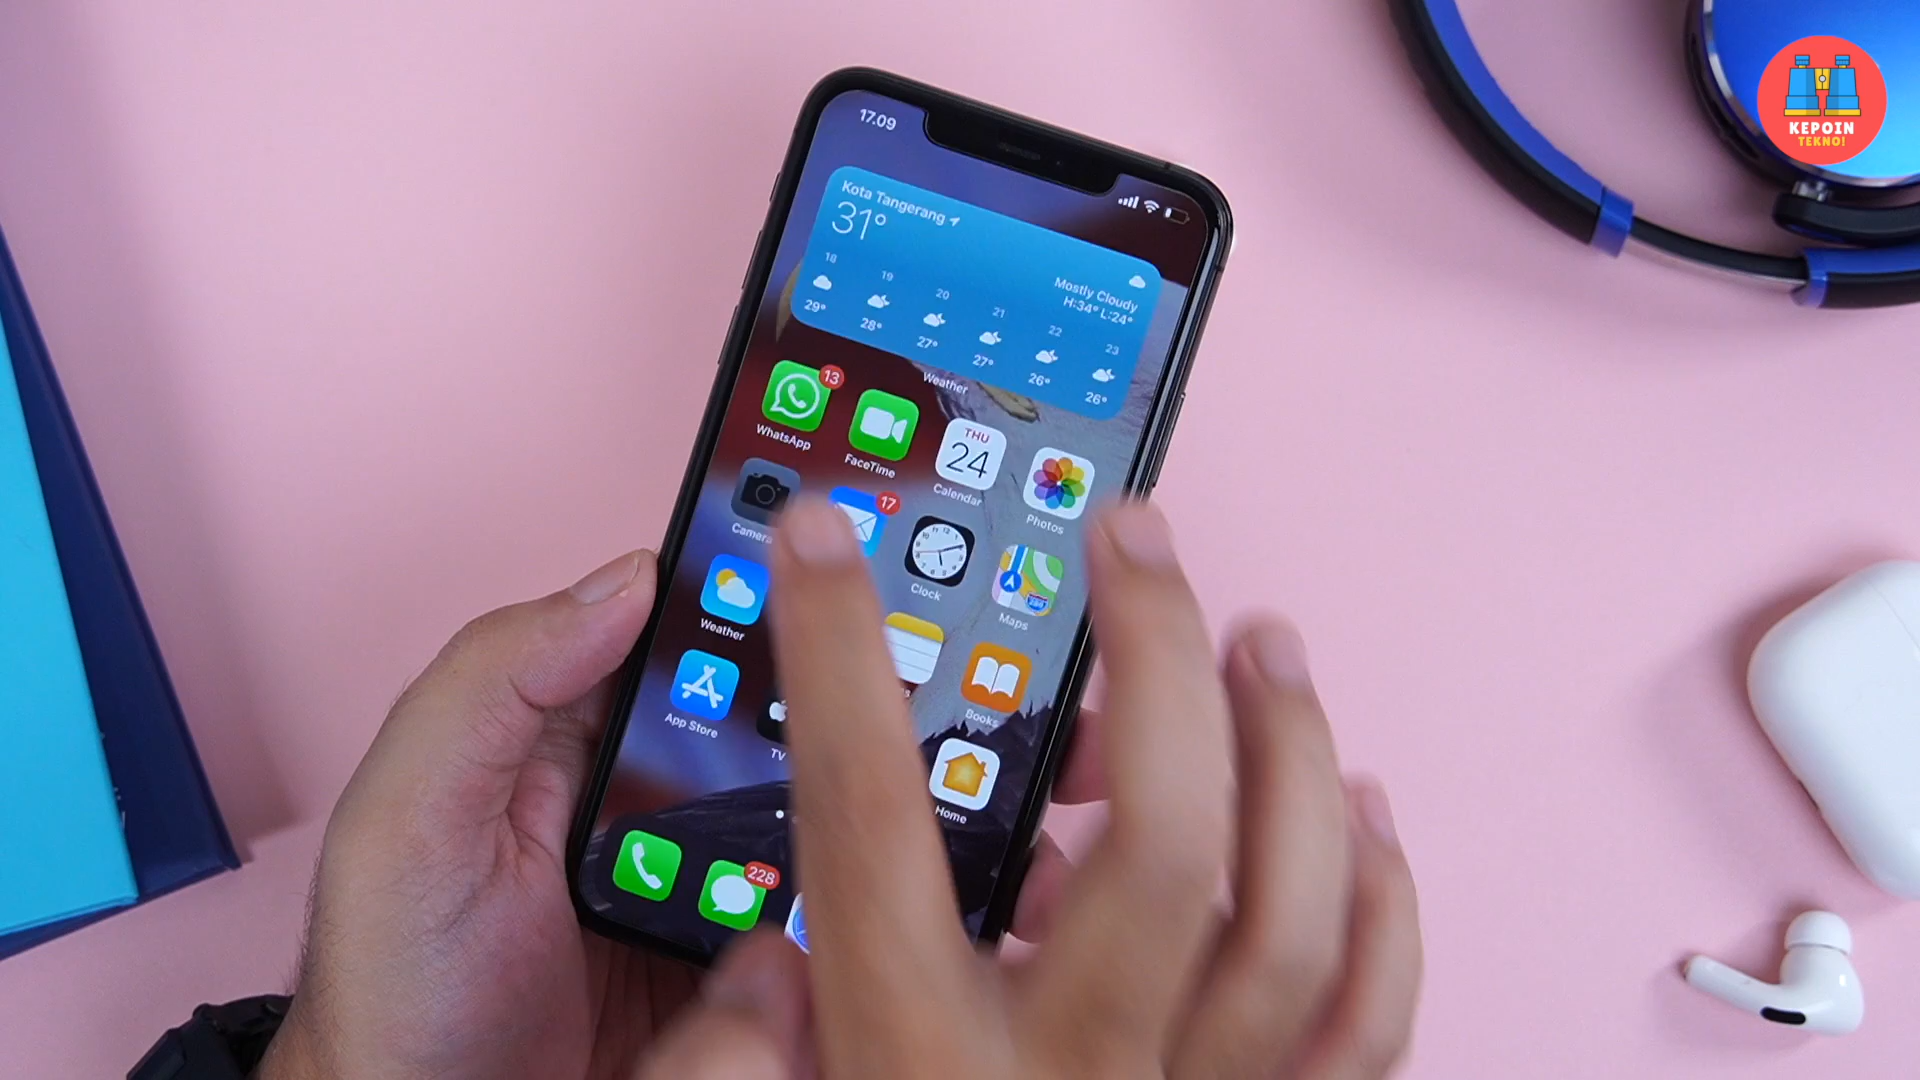 17.09
Kota Tangerang
31°
Mostly Cloudy
H:34° L:24°
18 19 20 21 22 23
29° 28° 27° 27° 26° 26°
Weather
13
WhatsApp
FaceTime
THU
24
Calendar
Photos
Camera
17
Clock
Maps
Weather
Books
App Store
TV
Home
228
KEPOIN
TEKNO!